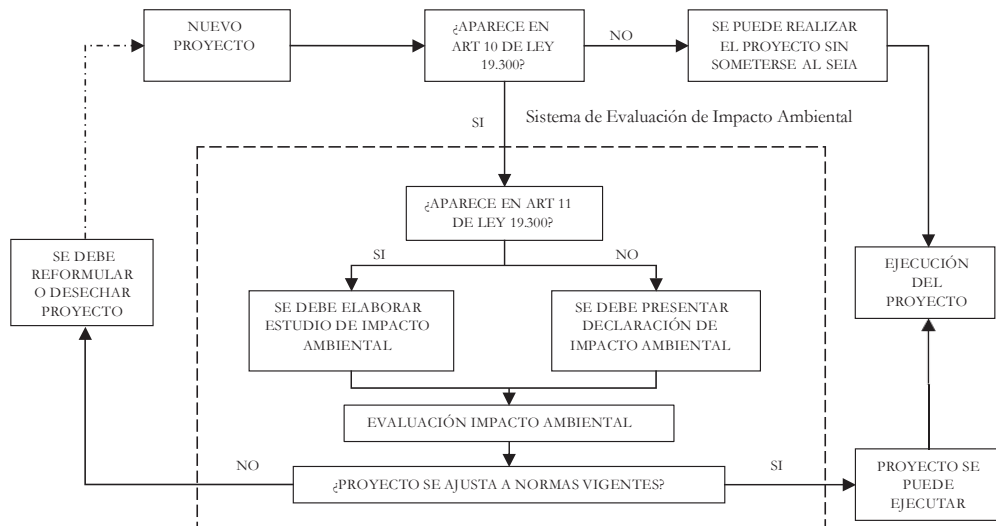 NUEVO
PROYECTO
¿APARECE EN
ART 10 DE LEY
19.300?
NO
SE PUEDE REALIZAR
EL PROYECTO SIN
SOMETERSE AL SEIA
SI
Sistema de Evaluación de Impacto Ambiental
¿APARECE EN ART 11
DE LEY 19.300?
SI
NO
SE DEBE
REFORMULAR
O DESECHAR
PROYECTO
SE DEBE ELABORAR
ESTUDIO DE IMPACTO
AMBIENTAL
SE DEBE PRESENTAR
DECLARACIÓN DE
IMPACTO AMBIENTAL
EJECUCIÓN
DEL
PROYECTO
EVALUACIÓN IMPACTO AMBIENTAL
NO
¿PROYECTO SE AJUSTA A NORMAS VIGENTES?
SI
PROYECTO SE
PUEDE
EJECUTAR